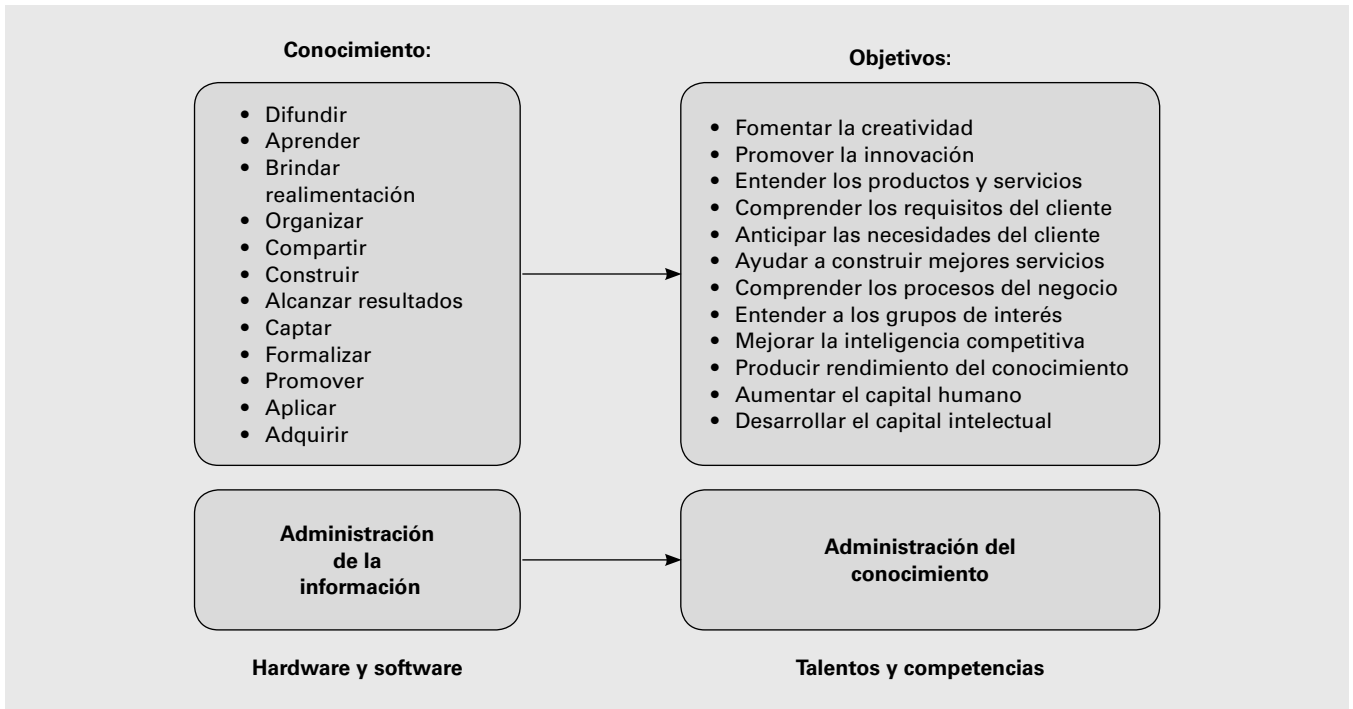 Conocimiento:
• Difundir
• Aprender
• Brindar
realimentación
• Organizar
• Compartir
• Construir
• Alcanzar resultados
• Captar
• Formalizar
• Promover
• Aplicar
• Adquirir
Objetivos:
• Fomentar la creatividad
• Promover la innovación
• Entender los productos y servicios
• Comprender los requisitos del cliente
• Anticipar las necesidades del cliente
• Ayudar a construir mejores servicios
• Comprender los procesos del negocio
• Entender a los grupos de interés
• Mejorar la inteligencia competitiva
• Producir rendimiento del conocimiento
• Aumentar el capital humano
• Desarrollar el capital intelectual
Administración
de la
información
Administración del
conocimiento
Hardware y software
Talentos y competencias